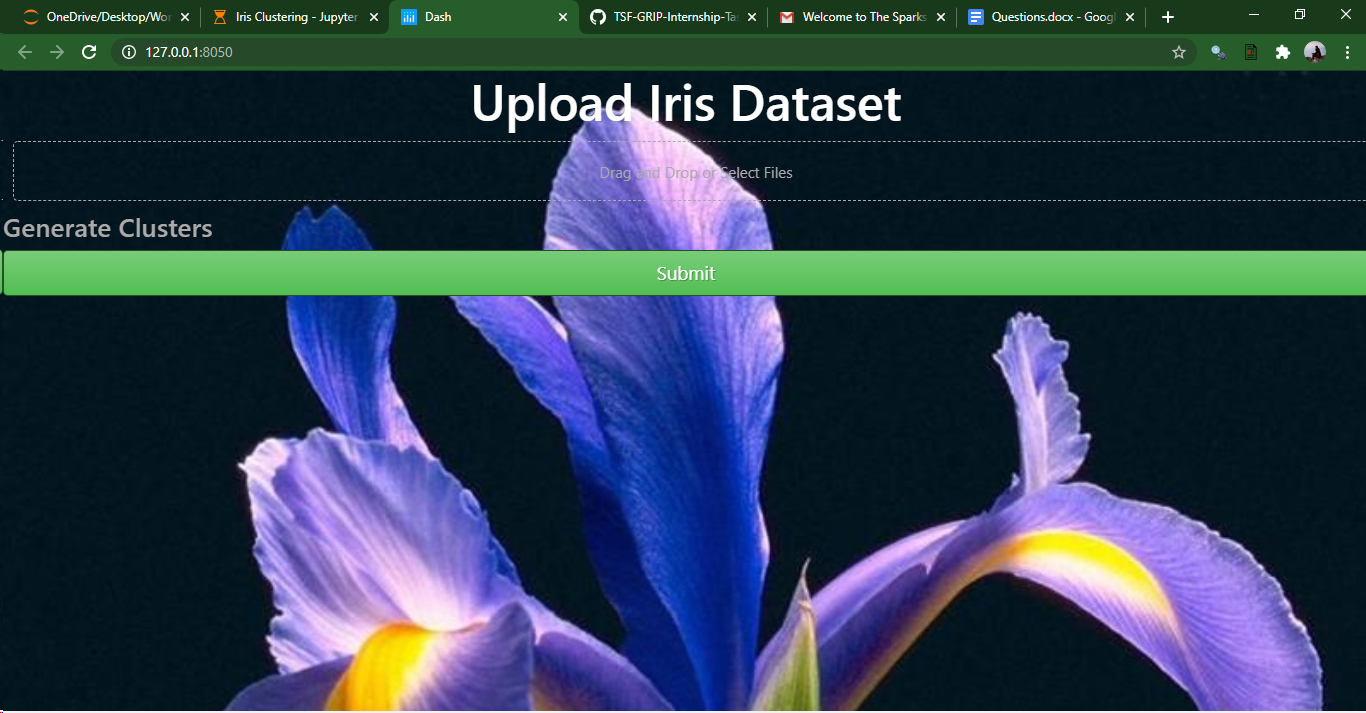 OneDrive/Desktop/Wor
Iris Clustering - Jupyter
Dash
TSF-GRIP-Internship-Ta
Welcome to The Sparks
Questions.docx - Googl
127.0.0.1:8050
Upload Iris Dataset
Drag and Drop or Select Files
Generate Clusters
Submit